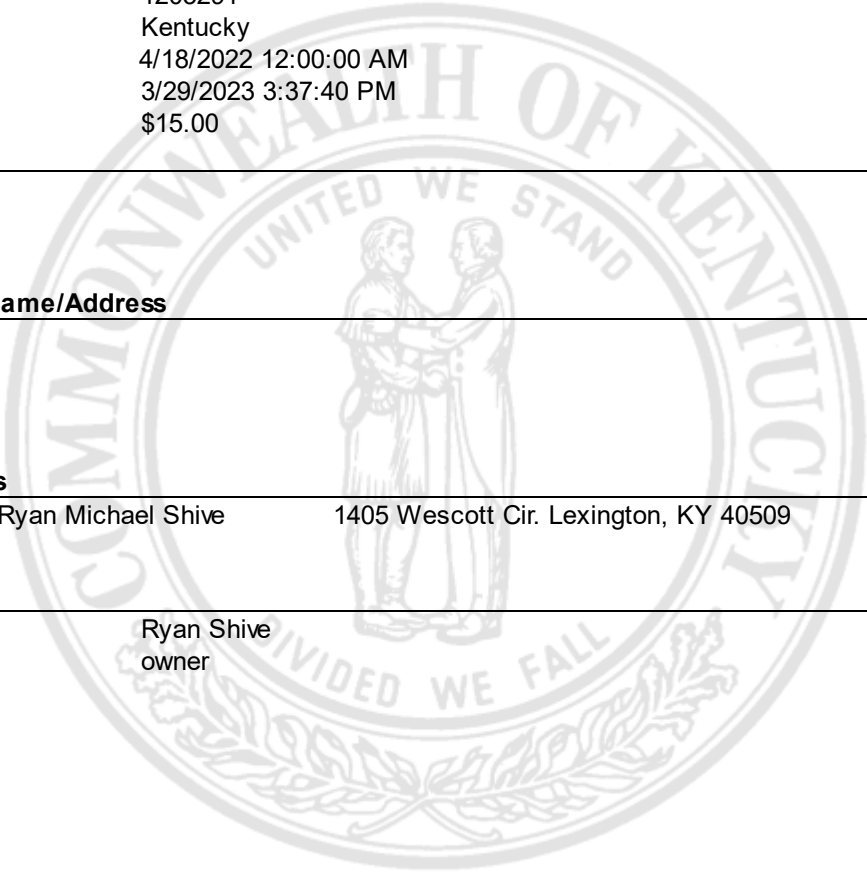 Kentucky
4/18/2022 12:00:00 AM
3/29/2023 3:37:40 PM
$15.00
COMMONWEALTH OF KENTUCKY
UNITED WE STAND
ame/Address
s
Ryan Michael Shive 1405 Wescott Cir. Lexington, KY 40509
Ryan Shive
owner
DIVIDED WE FALL